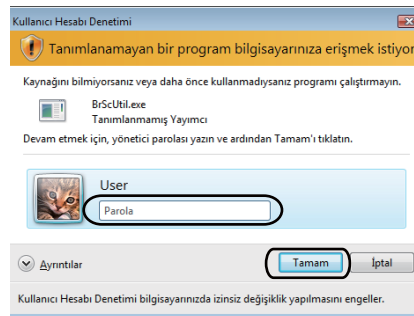 Kullanıcı Hesabı Denetimi
Tanımlanamayan bir program bilgisayarınıza erişmek istiyor
Kaynağını bilmiyorsanız veya daha önce kullanmadıysanız programı çalıştırmayın.
BrScUtil.exe
Tanımlanmamış Yayımcı
Devam etmek için, yönetici parolası yazın ve ardından Tamam'ı tıklatın.
User
Parola
Ayrıntılar
Tamam
İptal
Kullanıcı Hesabı Denetimi bilgisayarınızda izinsiz değişiklik yapılmasını engeller.